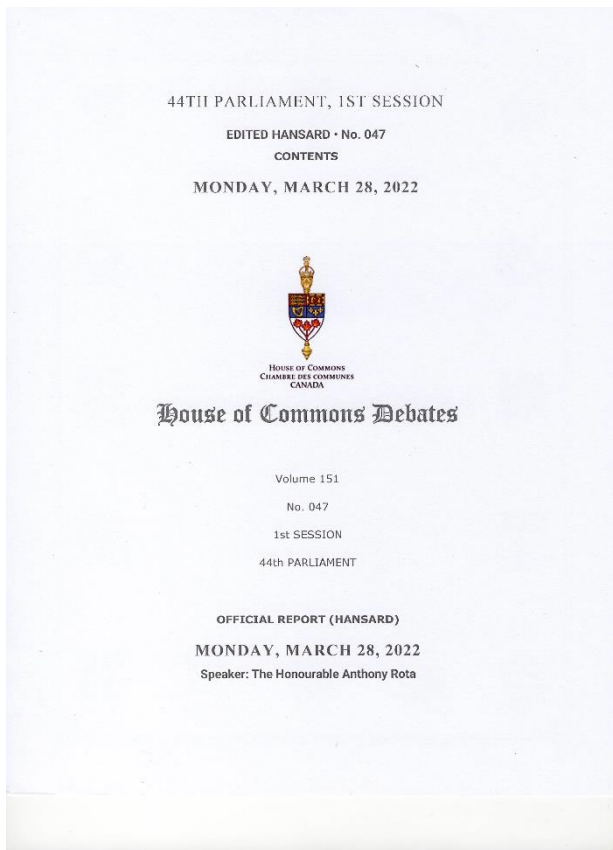 44TH PARLIAMENT, 1ST SESSION
EDITED HANSARD • No. 047
CONTENTS
MONDAY, MARCH 28, 2022
HOUSE OF COMMONS
CHAMBRE DES COMMUNES
CANADA
House of Commons Debates
Volume 151
No. 047
1st SESSION
44th PARLIAMENT
OFFICIAL REPORT (HANSARD)
MONDAY, MARCH 28, 2022
Speaker: The Honourable Anthony Rota